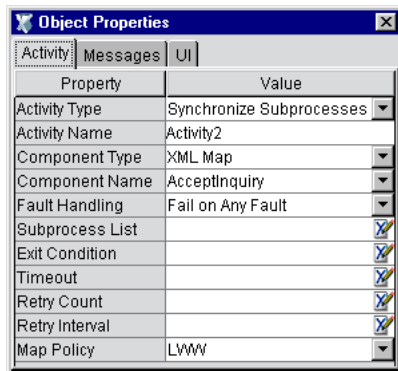 Object Properties
Activity Messages UI
Property Value
Activity Type Synchronize Subprocesses
Activity Name Activity2
Component Type XML Map
Component Name AcceptInquiry
Fault Handling Fail on Any Fault
Subprocess List
Exit Condition
Timeout
Retry Count
Retry Interval
Map Policy LWW